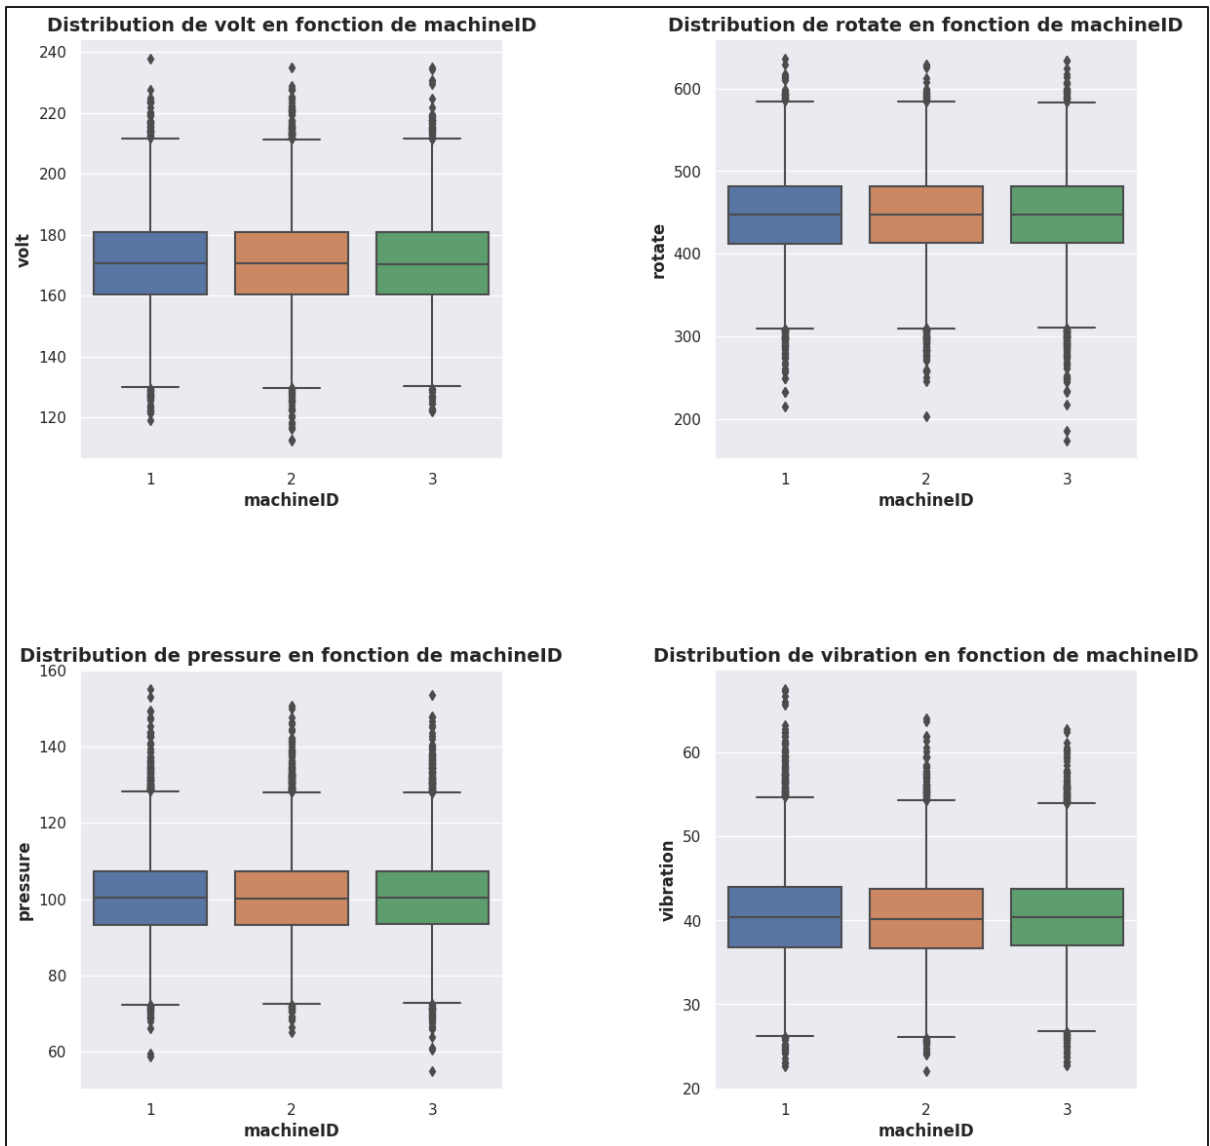 Distribution de volt en fonction de machineID
240
220
200
180
160
140
120
volt
1 2 3
machineID
Distribution de rotate en fonction de machineID
600
500
400
300
200
rotate
1 2 3
machineID
Distribution de pressure en fonction de machineID
160
140
120
100
80
60
pressure
1 2 3
machineID
Distribution de vibration en fonction de machineID
60
50
40
30
20
vibration
1 2 3
machineID